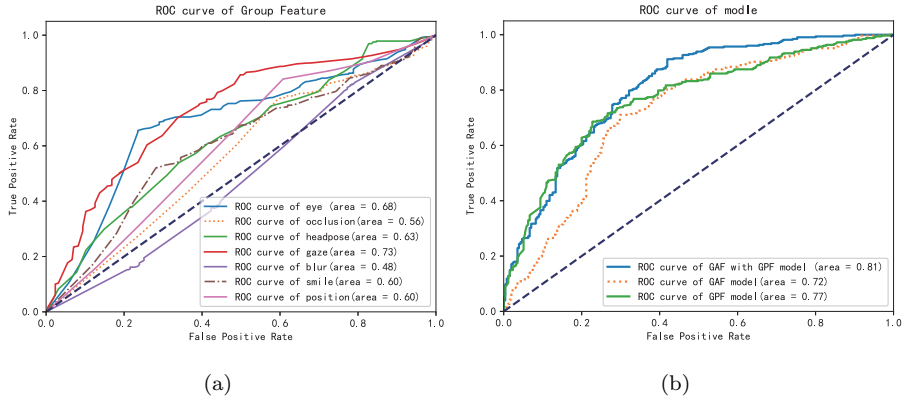 ROC curve of Group Feature
1.0
0.8
0.6
0.4
0.2
0.0
True Positive Rate
ROC curve of eye (area = 0.68)
ROC curve of occlusion(area = 0.56)
ROC curve of headpose(area = 0.63)
ROC curve of gaze(area = 0.73)
ROC curve of blur(area = 0.48)
ROC curve of smile(area = 0.60)
ROC curve of position(area = 0.60)
0.0 0.2 0.4 0.6 0.8 1.0
False Positive Rate
(a)
ROC curve of modle
1.0
0.8
0.6
0.4
0.2
0.0
True Positive Rate
ROC curve of GAF with GPF model (area = 0.81)
ROC curve of GAF model(area = 0.72)
ROC curve of GPF model(area = 0.77)
0.0 0.2 0.4 0.6 0.8 1.0
False Positive Rate
(b)